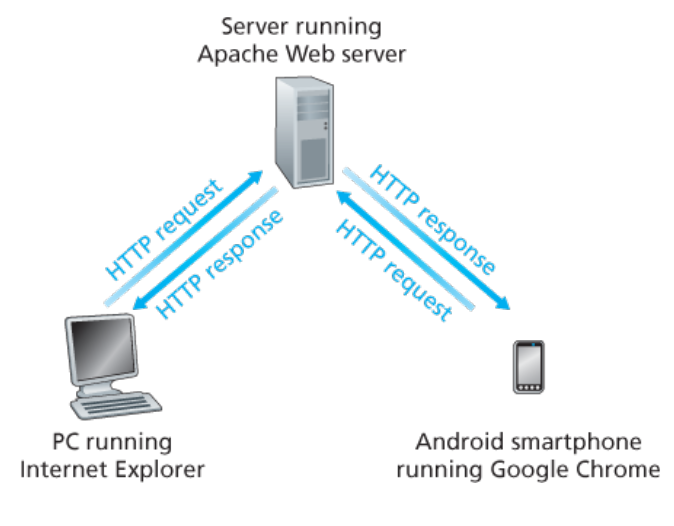 Server running
Apache Web server
HTTP request
HTTP response
HTTP response
HTTP request
PC running
Internet Explorer
Android smartphone
running Google Chrome